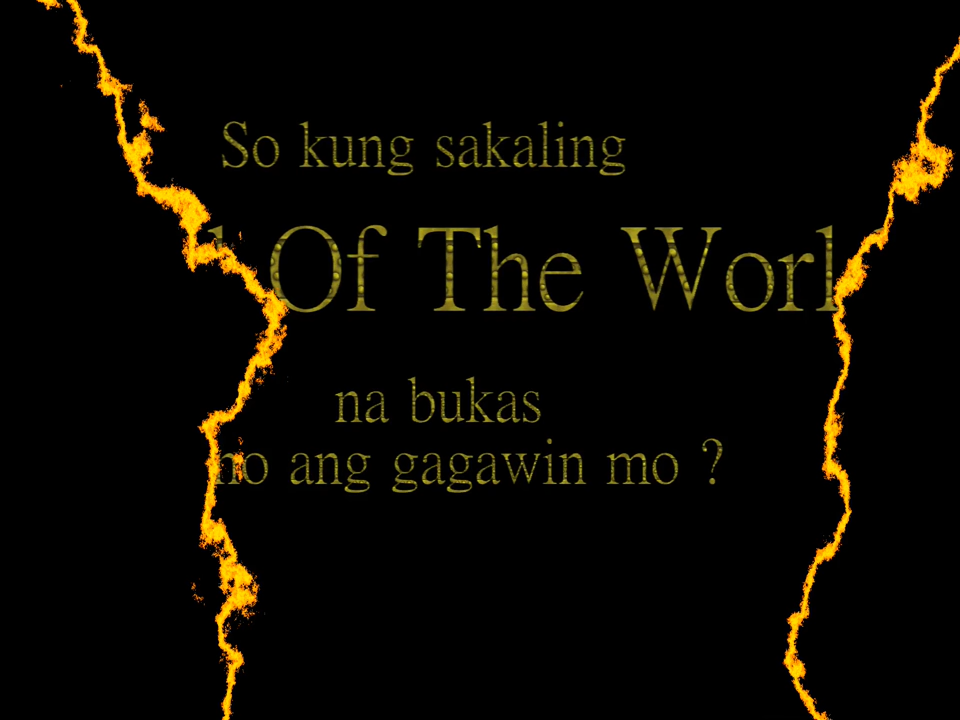 So kung sakaling
Of The Worl
na bukas
no ang gagawin mo ?